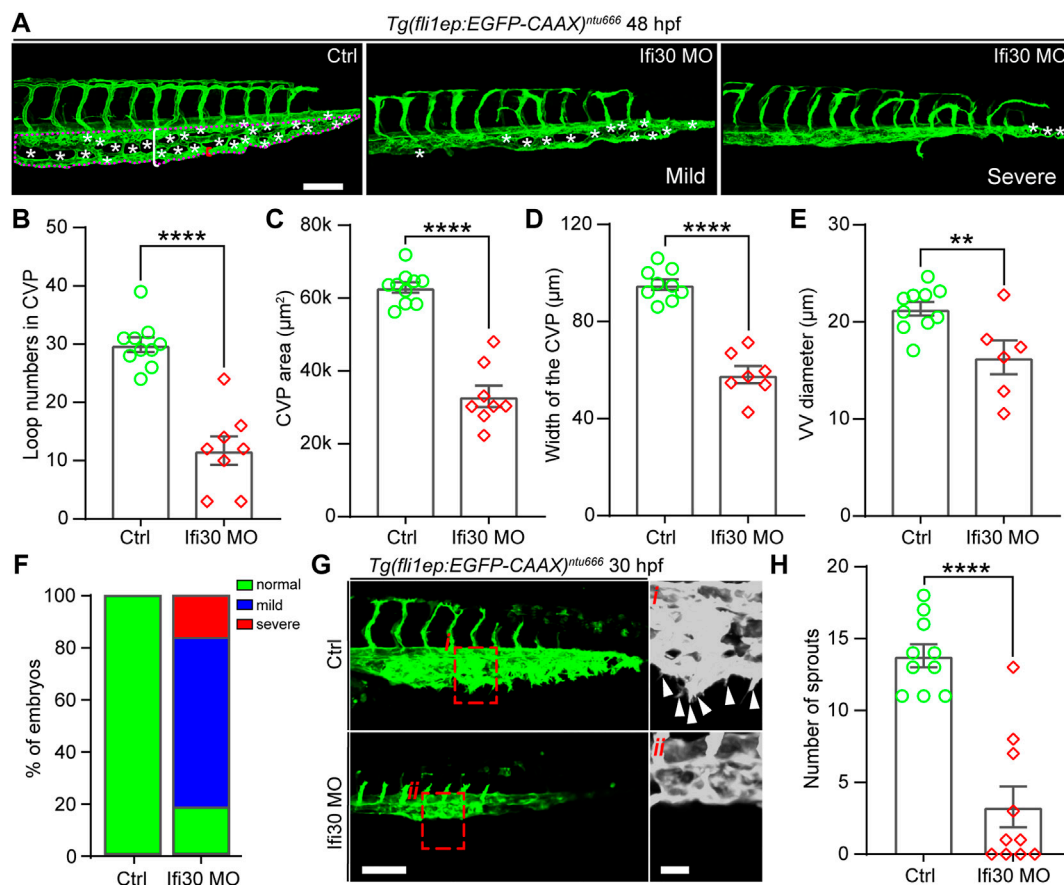 A
Tg(fli1ep:EGFP-CAAX)ntu666 48 hpf
Ctrl
Ifi30 MO
Mild
Ifi30 MO
Severe
B
Loop numbers in CVP
50
40
30
20
10
0
****
Ctrl
Ifi30 MO
C
CVP area (µm²)
80k
60k
40k
20k
0
****
Ctrl
Ifi30 MO
D
Width of the CVP (µm)
120
80
40
0
****
Ctrl
Ifi30 MO
E
VV diameter (µm)
30
20
10
0
**
Ctrl
Ifi30 MO
F
% of embryos
100
80
60
40
20
0
normal
mild
severe
Ctrl
Ifi30 MO
G
Tg(fli1ep:EGFP-CAAX)ntu666 30 hpf
Ctrl
i
i
Ifi30 MO
ii
ii
H
Number of sprouts
20
15
10
5
0
****
Ctrl
Ifi30 MO